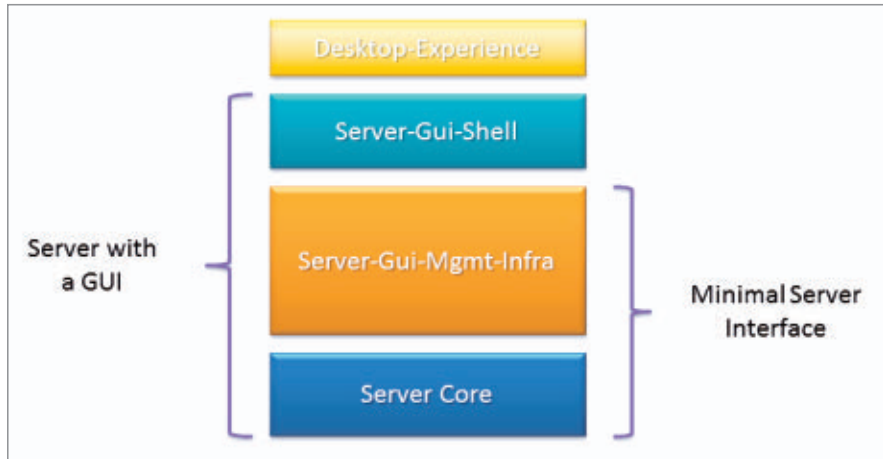 Desktop-Experience
Server-Gui-Shell
Server with
a GUI
Server-Gui-Mgmt-Infra
Minimal Server
Interface
Server Core